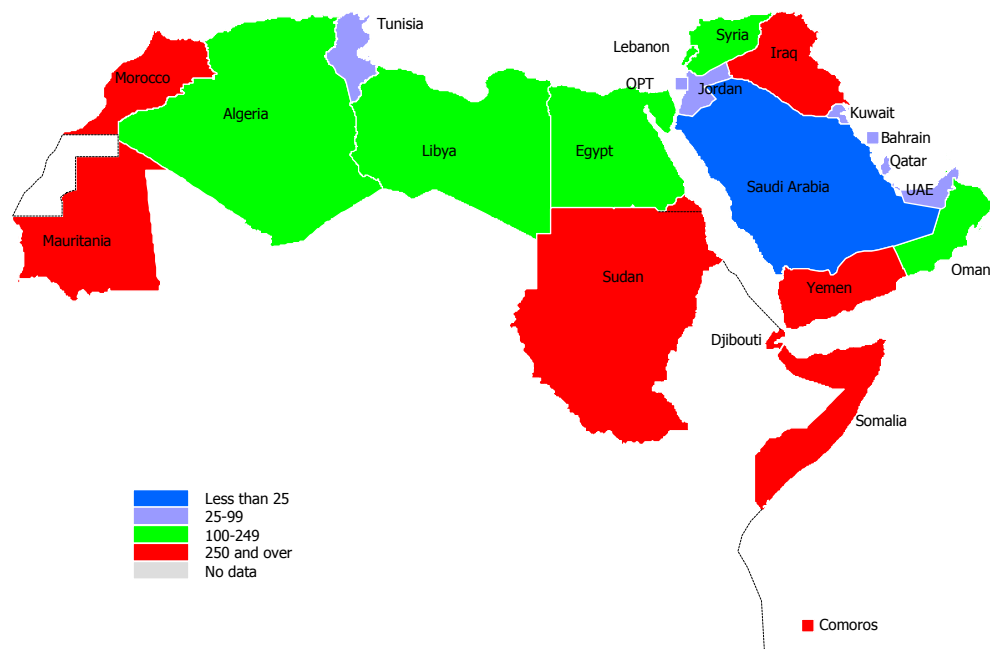 Tunisia
Syria
Lebanon
Iraq
Morocco
OPT
Jordan
Algeria
Kuwait
Bahrain
Libya
Egypt
Qatar
Saudi Arabia
UAE
Mauritania
Oman
Sudan
Yemen
Djibouti
Somalia
Less than 25
25-99
100-249
250 and over
No data
Comoros